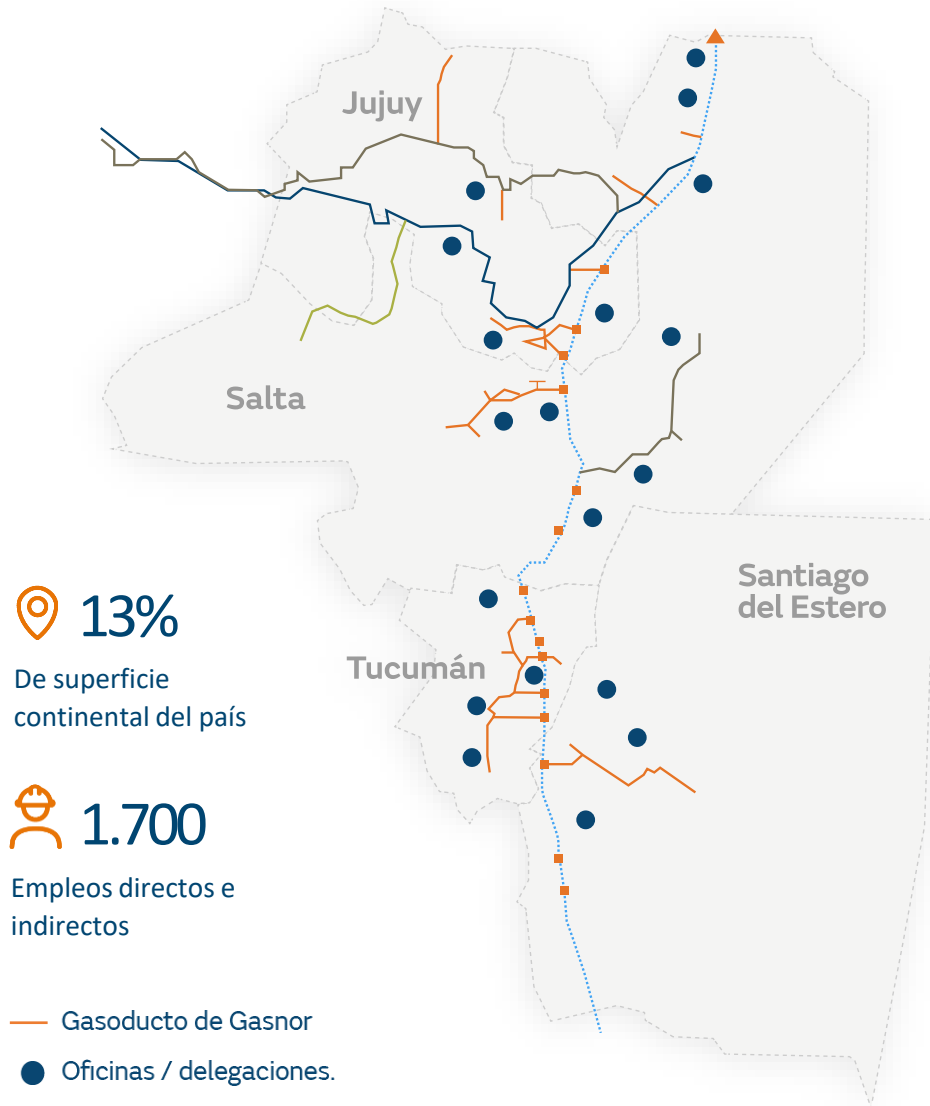 Jujuy
Salta
Santiago
del Estero
Tucumán
13%
De superficie
continental del país
1.700
Empleos directos e
indirectos
Gasoducto de Gasnor
Oficinas / delegaciones.